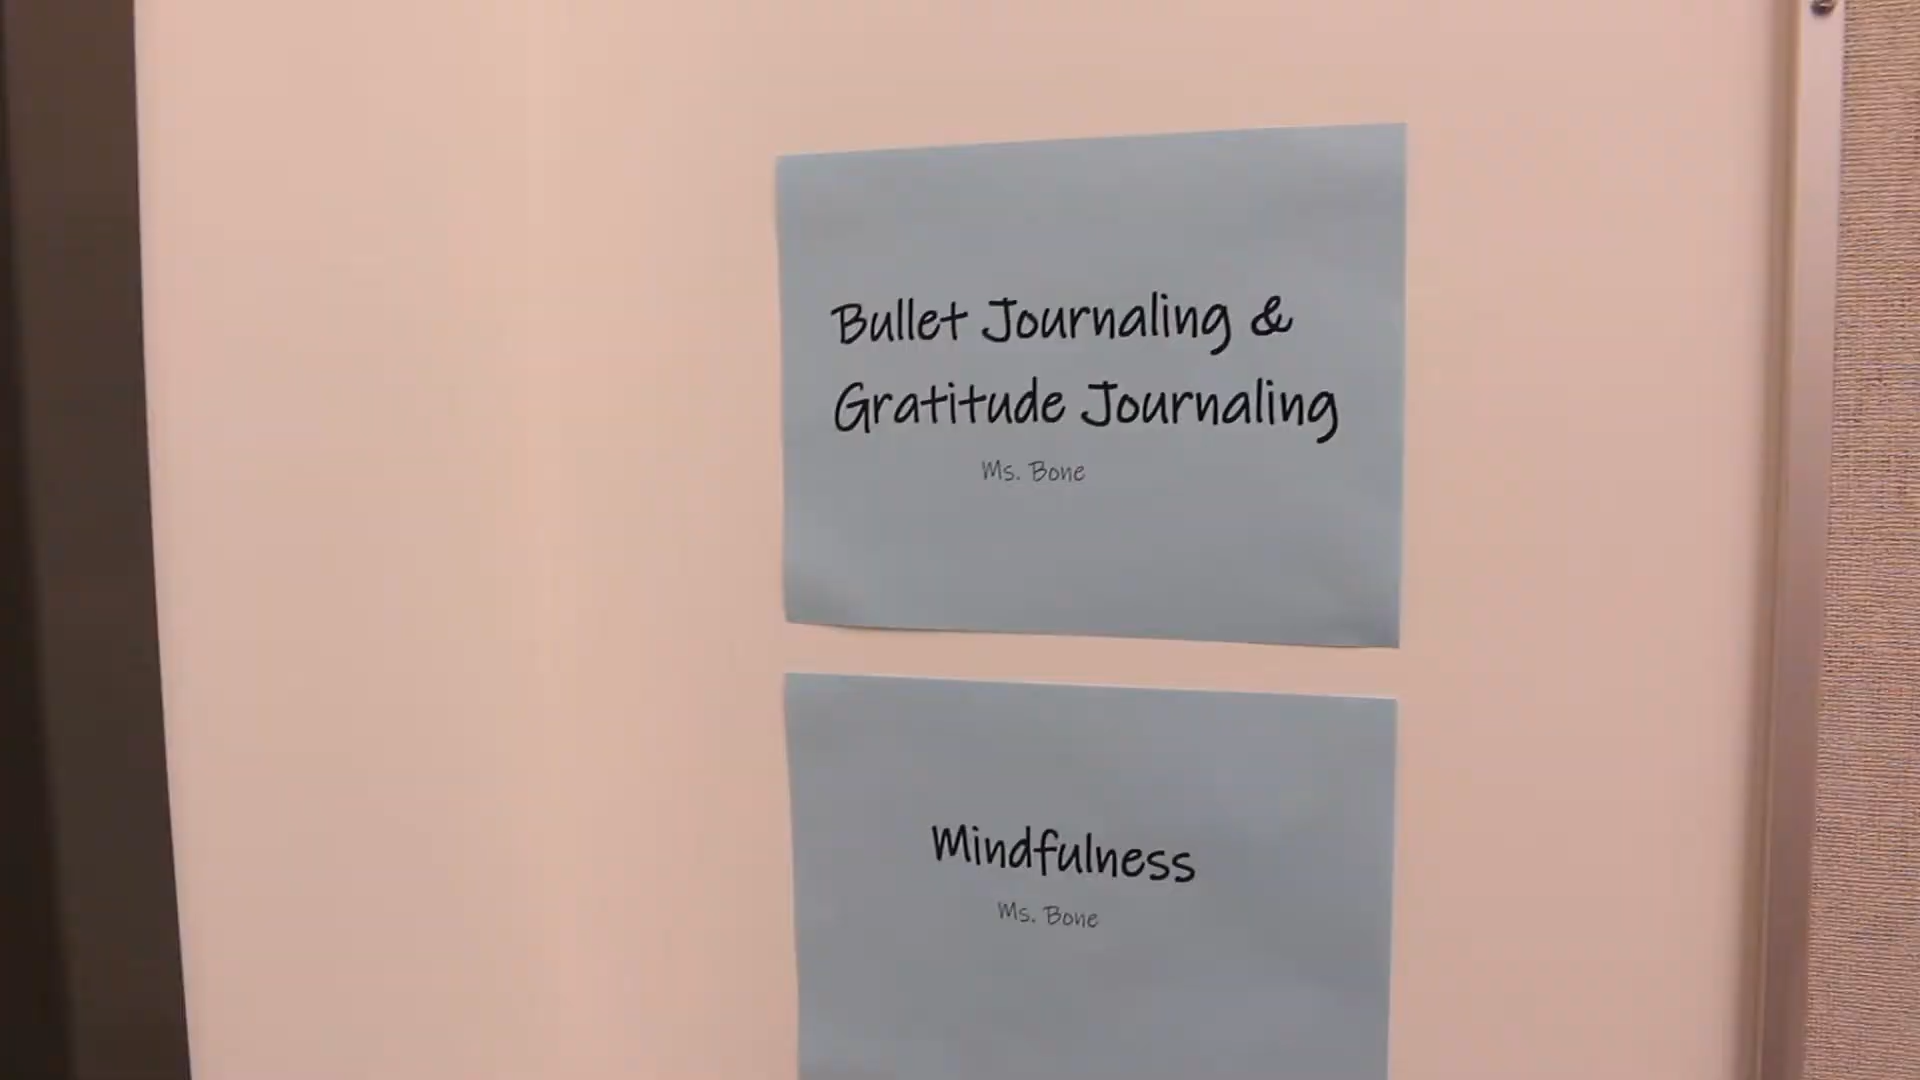 Bullet Journaling &
Gratitude Journaling
Ms. Bone
Mindfulness
Ms. Bone